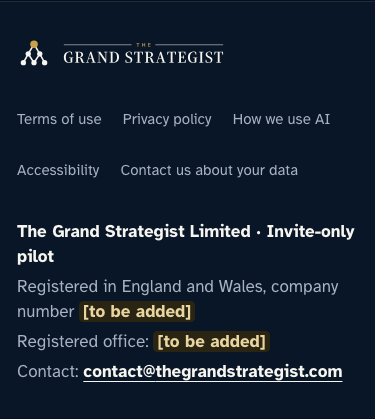 THE
GRAND STRATEGIST
Terms of use Privacy policy How we use AI
Accessibility Contact us about your data
The Grand Strategist Limited · Invite-only
pilot
Registered in England and Wales, company
number [to be added]
Registered office: [to be added]
Contact: contact@thegrandstrategist.com